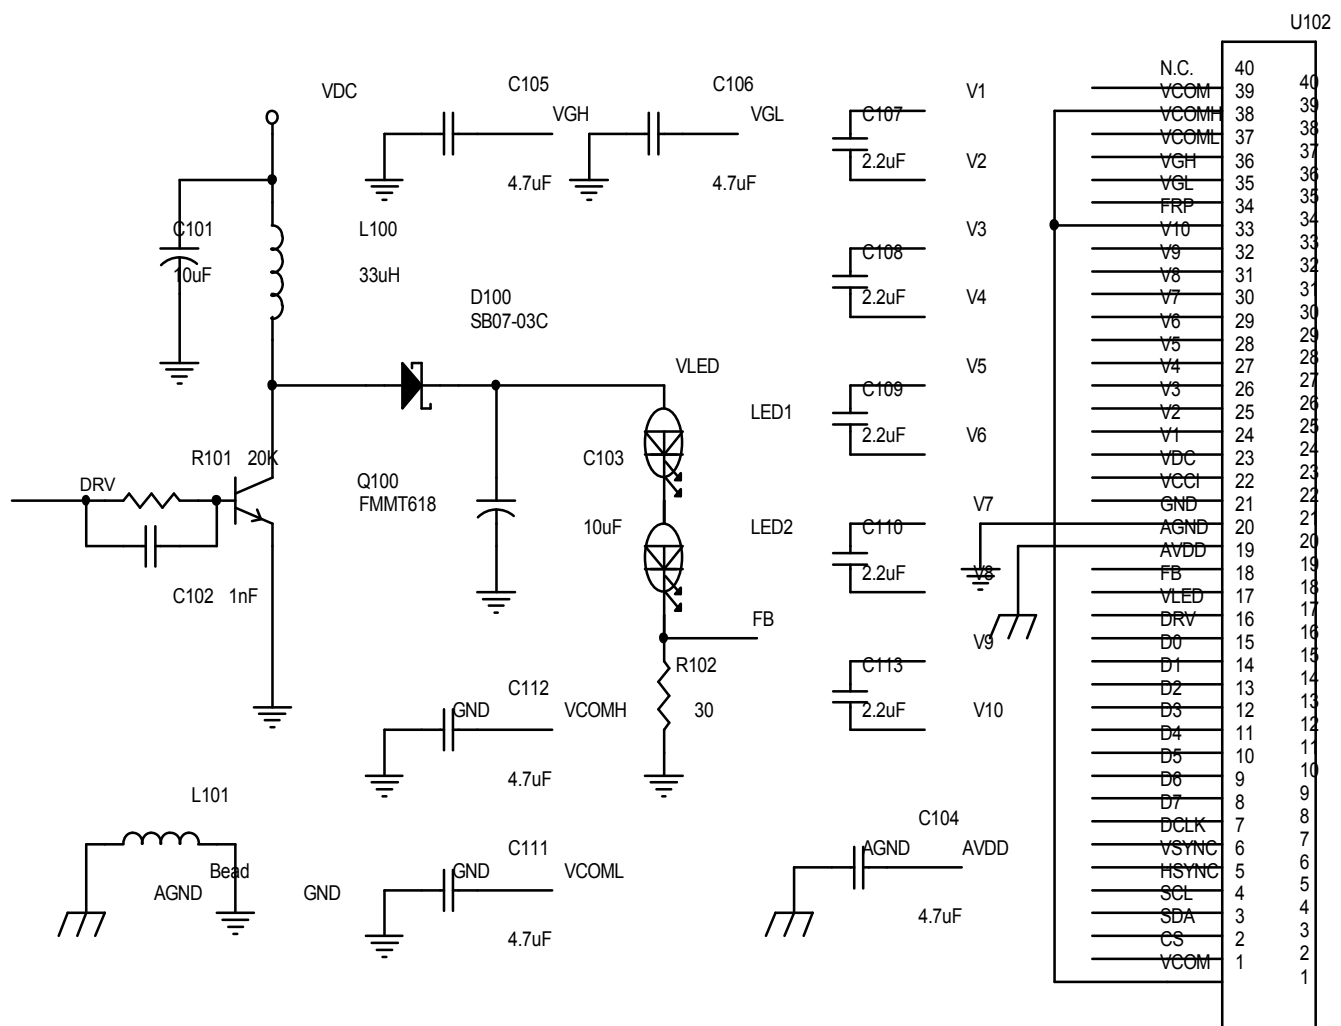 U102
VDC
C105
VGH
4.7uF
C106
VGL
4.7uF
C101
10uF
L100
33uH
D100
SB07-03C
VLED
LED1
C103
10uF
LED2
R101 20K
DRV
Q100
FMMT618
C102 1nF
FB
R102
30
C112
GND
VCOMH
4.7uF
L101
Bead
AGND
GND
C111
GND
VCOML
4.7uF
C104
AGND
AVDD
4.7uF
V1
C107
2.2uF
V2
V3
C108
2.2uF
V4
V5
C109
2.2uF
V6
V7
C110
2.2uF
V8
V9
C113
2.2uF
V10
N.C. 40 40
VCOM 39 39
VCOMH 38 38
VCOML 37 37
VGH 36 36
VGL 35 35
FRP 34 34
V10 33 33
V9 32 32
V8 31 31
V7 30 30
V6 29 29
V5 28 28
V4 27 27
V3 26 26
V2 25 25
V1 24 24
VDC 23 23
VCCI 22 22
GND 21 21
AGND 20 20
AVDD 19 19
FB 18 18
VLED 17 17
DRV 16 16
D0 15 15
D1 14 14
D2 13 13
D3 12 12
D4 11 11
D5 10 10
D6 9 9
D7 8 8
DCLK 7 7
VSYNC 6 6
HSYNC 5 5
SCL 4 4
SDA 3 3
CS 2 2
VCOM 1 1